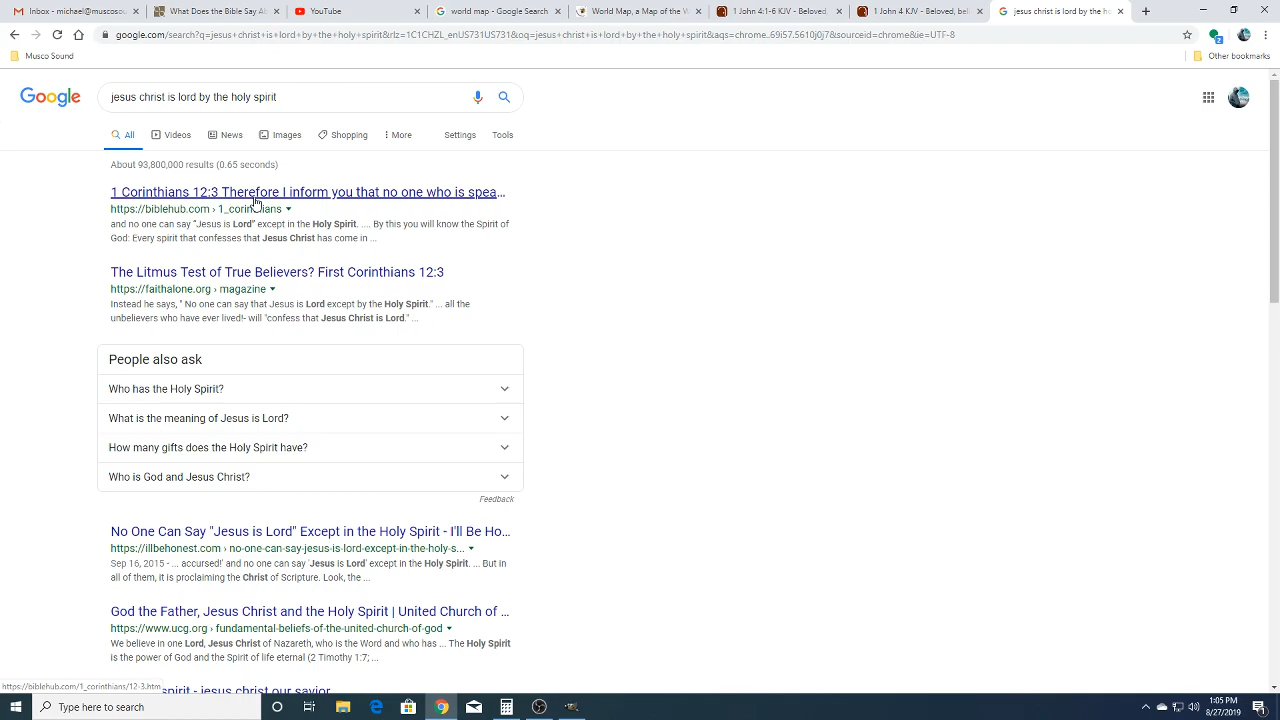 Inbox - michael@muscosou
What Does the Bible Say Ab
YouTube
world map - Google Search
World Map, a Map of the W
1 John 4:1-6 KJV - Beloved,
1 John 4 KJV - Beloved, bel
jesus christ is lord by the h
google.com/search?q=jesus+christ+is+lord+by+the+holy+spirit&rlz=1C1CHZL_enUS731US731&oq=jesus+christ+is+lord+by+the+holy+spirit&aqs=chrome..69i57.5610j0j7&sourceid=chrome&ie=UTF-8
2
Musco Sound
Other bookmarks
Google
jesus christ is lord by the holy spirit
All
Videos
News
Images
Shopping
More
Settings
Tools
About 93,800,000 results (0.65 seconds)
1 Corinthians 12:3 Therefore I inform you that no one who is spea...
https://biblehub.com › 1_corinthians
and no one can say "Jesus is Lord" except in the Holy Spirit. .... By this you will know the Spirit of
God: Every spirit that confesses that Jesus Christ has come in ...
The Litmus Test of True Believers? First Corinthians 12:3
https://faithalone.org › magazine
Instead he says, " No one can say that Jesus is Lord except by the Holy Spirit." ... all the
unbelievers who have ever lived!- will "confess that Jesus Christ is Lord." ...
People also ask
Who has the Holy Spirit?
What is the meaning of Jesus is Lord?
How many gifts does the Holy Spirit have?
Who is God and Jesus Christ?
Feedback
No One Can Say "Jesus is Lord" Except in the Holy Spirit - I'll Be Ho...
https://illbehonest.com › no-one-can-say-jesus-is-lord-except-in-the-holy-s...
Sep 16, 2015 - ... accursed!' and no one can say 'Jesus is Lord' except in the Holy Spirit. ... But in
all of them, it is proclaiming the Christ of Scripture. Look, the ...
God the Father, Jesus Christ and the Holy Spirit | United Church of ...
https://www.ucg.org › fundamental-beliefs-of-the-united-church-of-god
We believe in one Lord, Jesus Christ of Nazareth, who is the Word and who has ... The Holy Spirit
is the power of God and the Spirit of life eternal (2 Timothy 1:7; ...
spirit - jesus christ our savior
https://biblehub.com/1_corinthians/12-3.htm
Type here to search
1:05 PM
8/27/2019